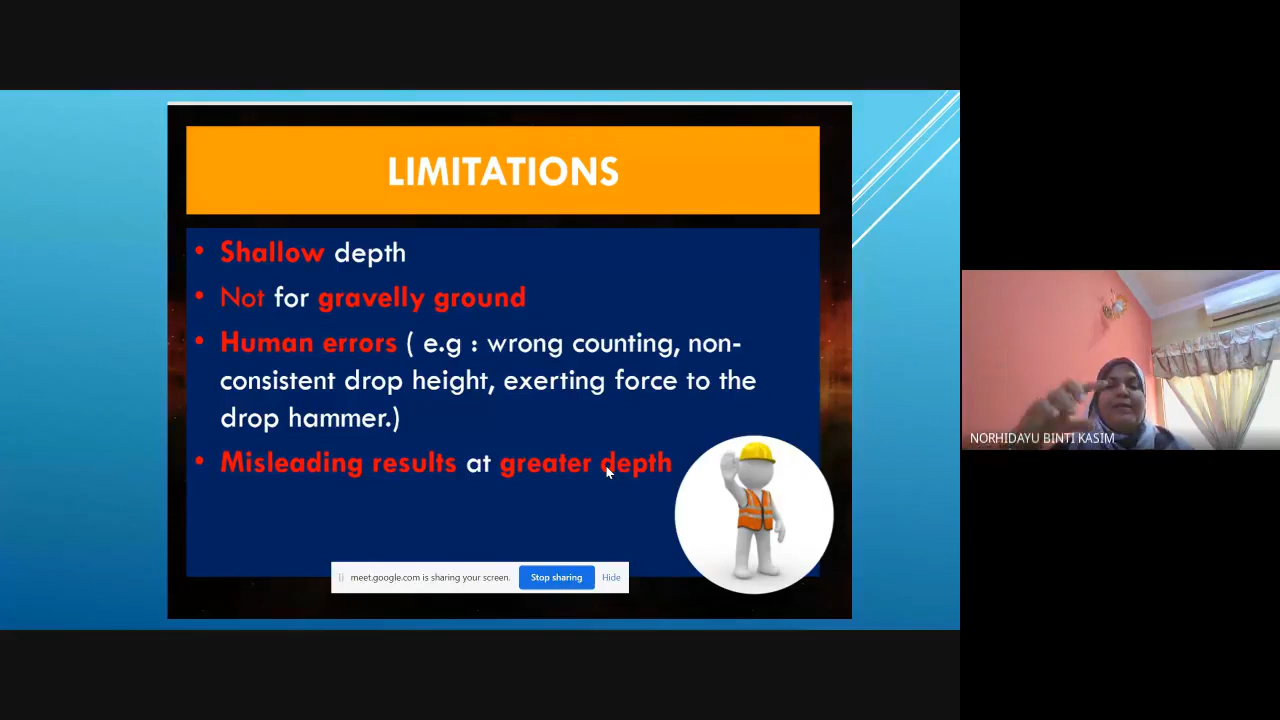 LIMITATIONS
• Shallow depth
• Not for gravelly ground
• Human errors ( e.g : wrong counting, non-
consistent drop height, exerting force to the
drop hammer.)
• Misleading results at greater depth
meet.google.com is sharing your screen.
Stop sharing
Hide
NORHIDAYU BINTI KASIM